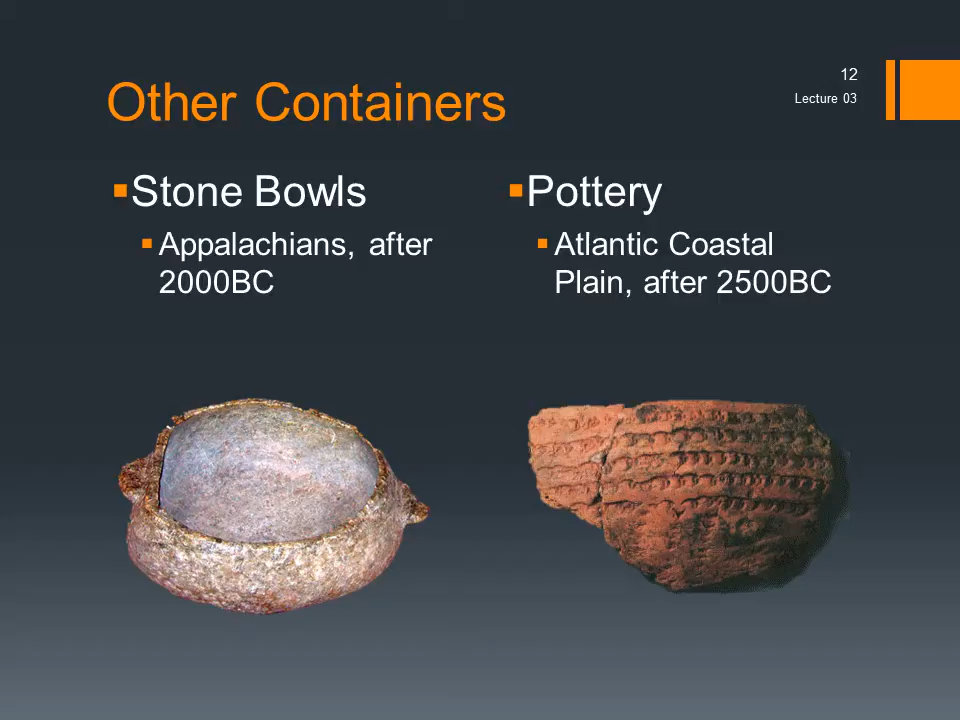 12
Lecture 03
Other Containers
▪Stone Bowls
▪Appalachians, after
2000BC
▪Pottery
▪Atlantic Coastal
Plain, after 2500BC